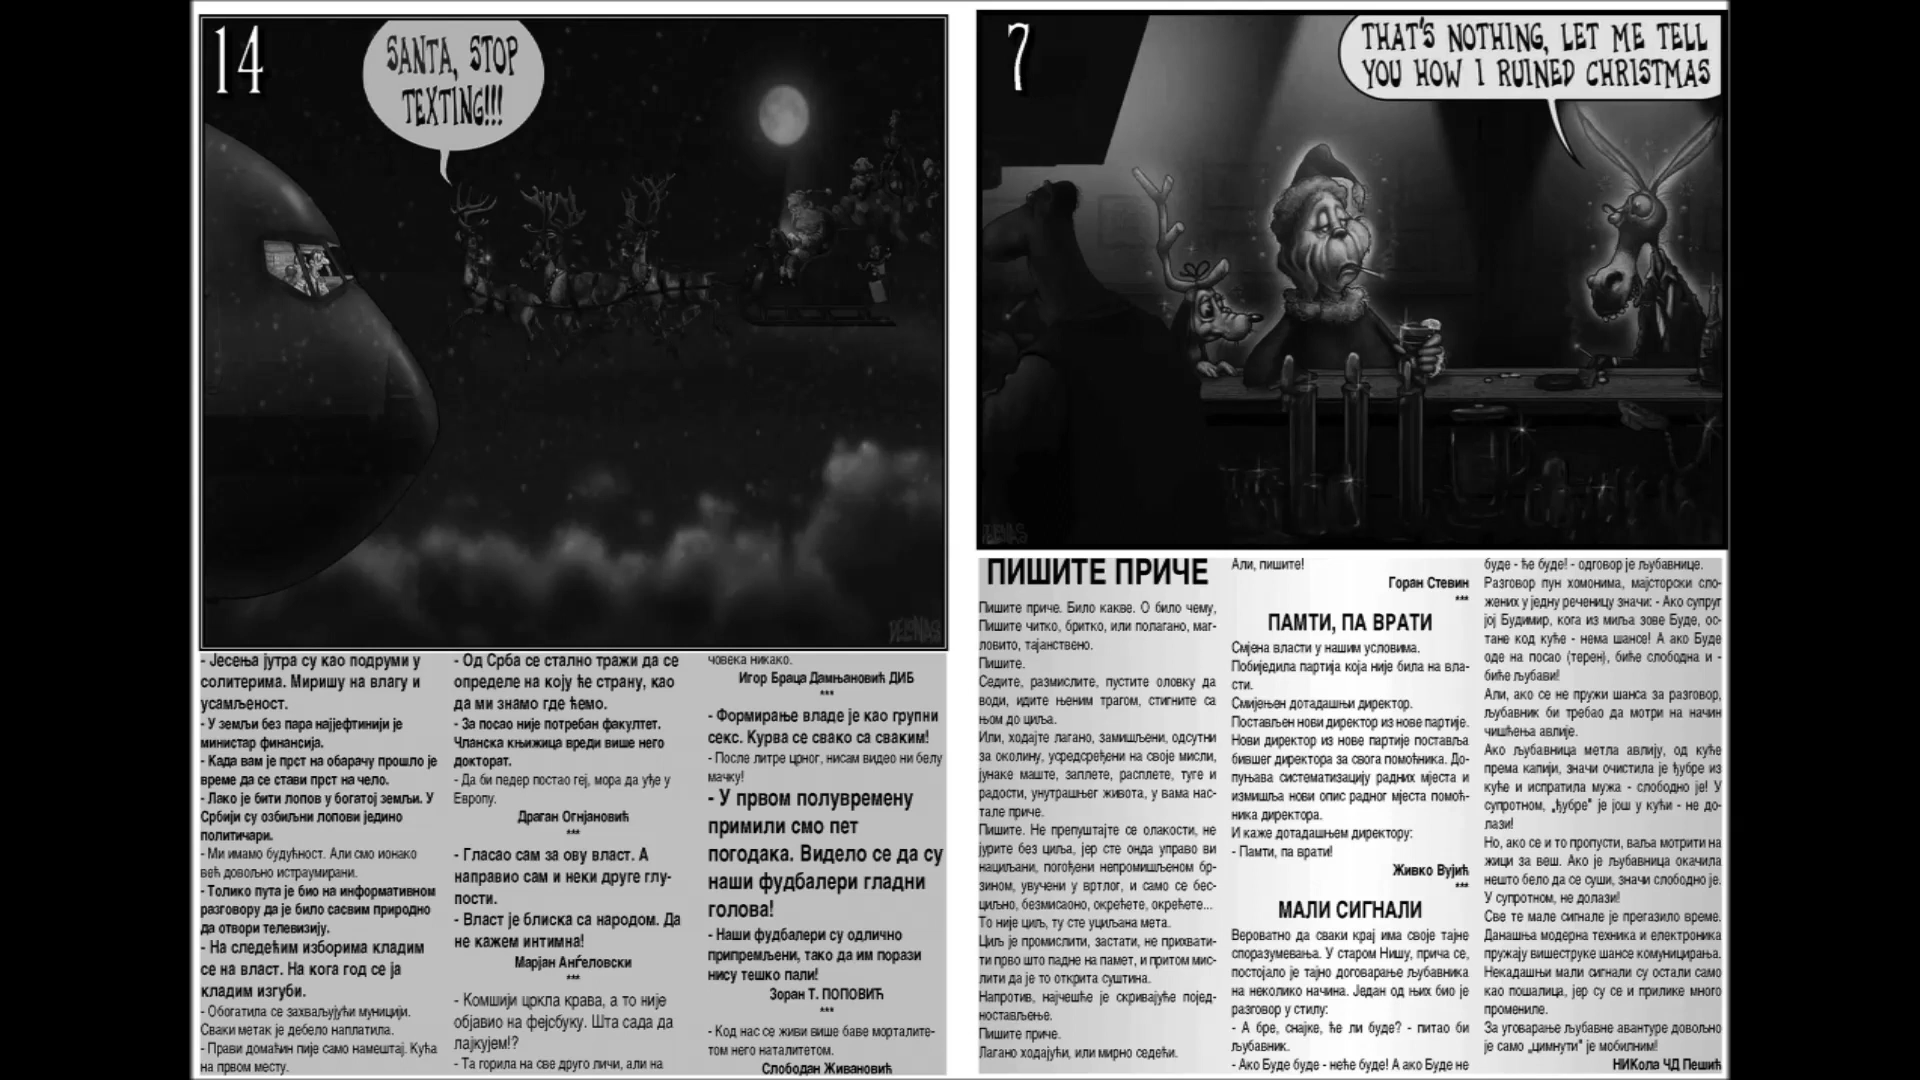 14
SANTA, STOP
TEXTING!!!
- Јесења јутра су као подруми у
солитерима. Миришу на влагу и
усамљеност.
- У земљи без пара најјефтинији је
министар финансија.
- Када вам је прст на обарачу прошло је
време да се стави прст на чело.
- Лако је бити лопов у богатој земљи. У
Србији су озбиљни лопови једино
политичари.
- Ми имамо будућност. Али смо ионако
већ довољно истраумирани.
- Толико пута је био на информативном
разговору да је било сасвим природно
да отвори телевизију.
- На следећим изборима кладим
се на власт. На кога год се ја
кладим изгуби.
- Обогатила се захваљујући муницији.
Сваки метак је дебело наплатила.
- Прави домаћин пије само намештај. Кућа
на првом месту.
- Од Срба се стално тражи да се
определе на коју ће страну, као
да ми знамо где ћемо.
- За посао није потребан факултет.
Чланска књижица вреди више него
докторат.
- Да би педер постао геј, мора да уђе у
Европу.
Драган Огњановић
***
- Гласао сам за ову власт. А
направио сам и неки друге глу-
пости.
- Власт је блиска са народом. Да
не кажем интимна!
Марјан Анѓеловски
***
- Комшији цркла крава, а то није
објавио на фејсбуку. Шта сада да
лајкујем!?
- Та горила на све друго личи, али на
човека никако.
Игор Браца Дамњановић ДИБ
***
- Формирање владе је као групни
секс. Курва се свако са сваким!
- После литре црног, нисам видео ни белу
мачку!
- У првом полувремену
примили смо пет
погодака. Видело се да су
наши фудбалери гладни
голова!
- Наши фудбалери су одлично
припремљени, тако да им порази
нису тешко пали!
Зоран Т. ПОПОВИЋ
***
- Код нас се живи више баве морталите-
том него наталитетом.
Слободан Живановић
7
THAT'S NOTHING, LET ME TELL
YOU HOW I RUINED CHRISTMAS
ПИШИТЕ ПРИЧЕ
Пишите приче. Било какве. О било чему,
Пишите читко, бритко, или полагано, маг-
ловито, тајанствено.
Пишите.
Седите, размислите, пустите оловку да
води, идите њеним трагом, стигните са
њом до циља.
Или, ходајте лагано, замишљени, одсутни
за околину, усредсређени на своје мисли,
јунаке маште, заплете, расплете, туге и
радости, унутрашњег живота, у вама нас-
тале приче.
Пишите. Не препуштајте се олакости, не
јурите без циља, јер сте онда управо ви
нациљани, погођени непромишљеном бр-
зином, увучени у вртлог, и само се бес-
циљно, безмисаоно, окрећете, окрећете...
То није циљ, ту сте уциљана мета.
Циљ је промислити, застати, не прихвати-
ти прво што падне на памет, и притом мис-
лити да је то открита суштина.
Напротив, најчешће је скривајуће поjед-
ностављење.
Пишите приче.
Лагано ходајући, или мирно седећи.
Али, пишите!
Горан Стевин
***
ПАМТИ, ПА ВРАТИ
Смјена власти у нашим условима.
Побиједила партија која није била на вла-
сти.
Смијењен дотадашњи директор.
Постављен нови директор из нове партије.
Нови директор из нове партије поставља
бившег директора за свога помоћника. До-
пуњава систематизацију радних мјеста и
измишља нови опис радног мјеста помоћ-
ника директора.
И каже дотадашњем директору:
- Памти, па врати!
Живко Вујић
***
МАЛИ СИГНАЛИ
Вероватно да сваки крај има своје тајне
споразумевања. У старом Нишу, прича се,
постојало је тајно договарање љубавника
на неколико начина. Један од њих био је
разговор у стилу:
- А бре, снајке, ће ли буде? - питао би
љубавник.
- Ако Буде буде - неће буде! А ако Буде не
буде - ће буде! - одговор је љубавнице.
Разговор пун хомонима, мајсторски сло-
жених у једну реченицу значи: - Ако супруг
јој Будимир, кога из миља зове Буде, ос-
тане код куће - нема шансе! А ако Буде
оде на посао (терен), биће слободна и -
биће љубави!
Али, ако се не пружи шанса за разговор,
љубавник би требао да мотри на начин
чишћења авлије.
Ако љубавница метла авлију, од куће
према капији, значи очистила је ђубре из
куће и испратила мужа - слободно је! У
супротном, „ђубре" је још у кући - не до-
лази!
Но, ако се и то пропусти, ваља мотрити на
жици за веш. Ако је љубавница окачила
нешто бело да се суши, значи слободно је.
У супротном, не долази!
Све те мале сигнале је прегазило време.
Данашња модерна техника и електроника
пружају вишеструке шансе комуницирања.
Некадашњи мали сигнали су остали само
као пошалица, јер су се и прилике много
промениле.
За уговарање љубавне авантуре довољно
је само „цимнути" је мобилним!
НИКола ЧД Пешић